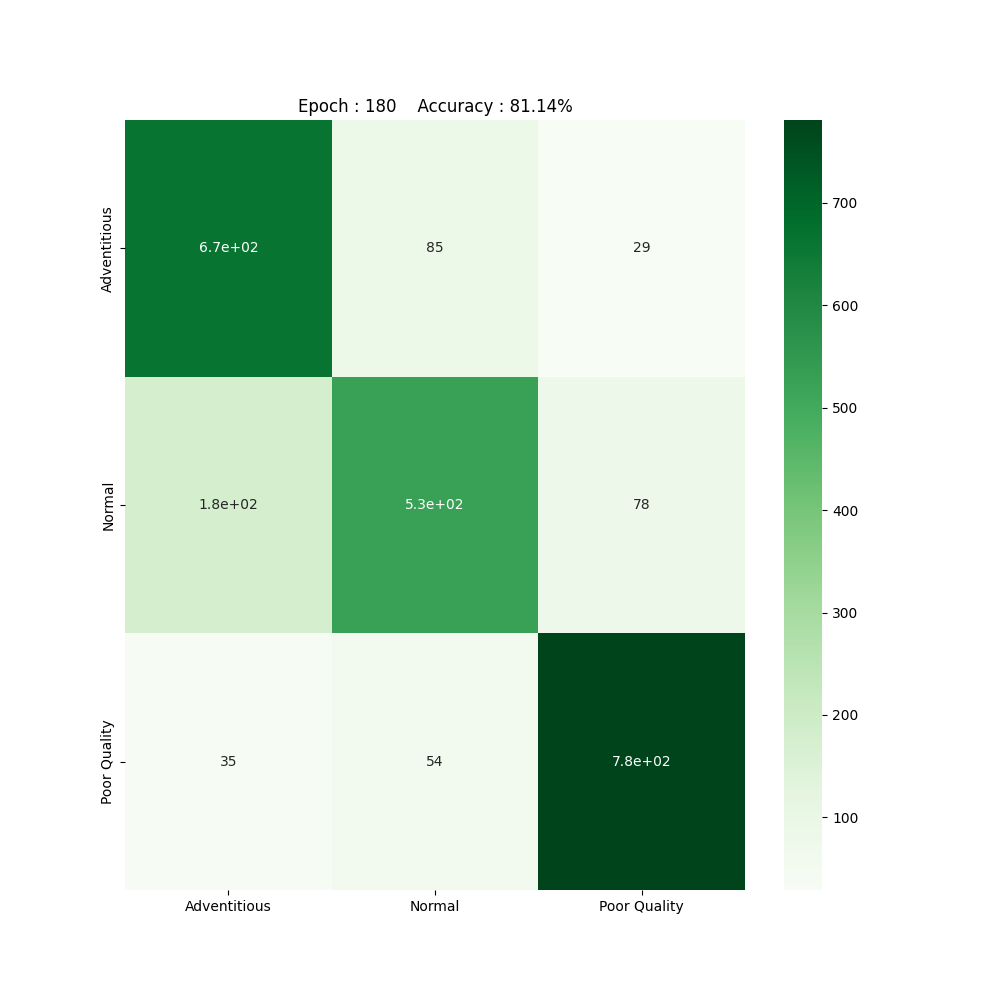 Epoch : 180    Accuracy : 81.14%
Adventitious
6.7e+02 85 29
Normal
1.8e+02 5.3e+02 78
Poor Quality
35 54 7.8e+02
Adventitious Normal Poor Quality
700
600
500
400
300
200
100